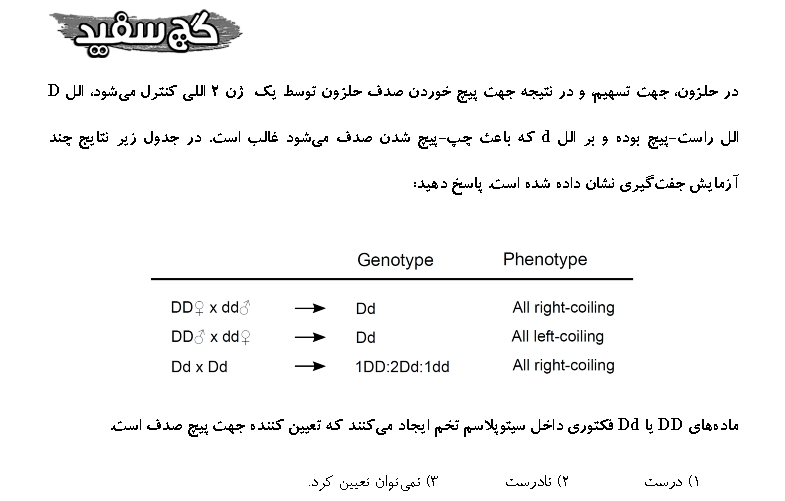 گچ سفید
در حلزون، جهت تسهیم و در نتیجه جهت پیچ خوردن صدف حلزون توسط یک ژن ۲ اللی کنترل می‌شود، الل D
الل راست-پیچ بوده و بر الل d که باعث چپ-پیچ شدن صدف می‌شود غالب است. در جدول زیر نتایج چند
آزمایش جفت‌گیری نشان داده شده است. پاسخ دهید:
Genotype Phenotype
DD♀ x dd♂ → Dd All right-coiling
DD♂ x dd♀ → Dd All left-coiling
Dd x Dd → 1DD:2Dd:1dd All right-coiling
ماده‌های DD یا Dd فکتوری داخل سیتوپلاسم تخم ایجاد می‌کنند که تعیین کننده جهت پیچ صدف است.
۱) درست ۲) نادرست ۳) نمی‌توان تعیین کرد.